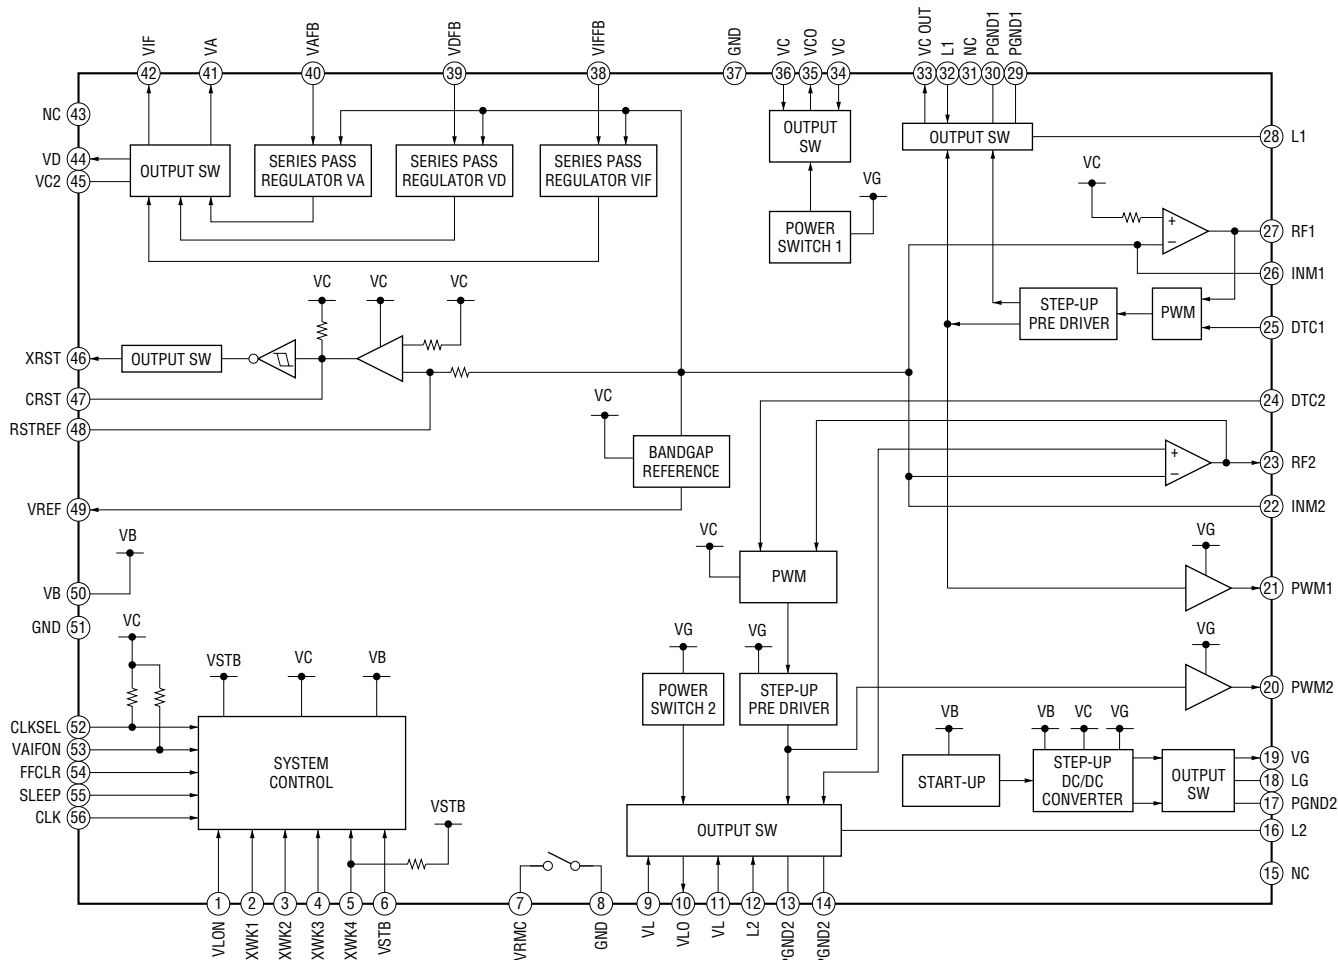 VIF
VA
VAFB
VDFB
VIFFB
GND
VC
VCO
VC
VC OUT
L1
NC
PGND1
PGND1
42
41
40
39
38
37
36
35
34
33
32
31
30
29
NC 43
VD 44
VC2 45
OUTPUT SW
SERIES PASS
REGULATOR VA
SERIES PASS
REGULATOR VD
SERIES PASS
REGULATOR VIF
OUTPUT
SW
OUTPUT SW
28 L1
VG
POWER
SWITCH 1
VC
+
–
27 RF1
26 INM1
VC
VC
VC
STEP-UP
PRE DRIVER
PWM
25 DTC1
XRST 46
OUTPUT SW
CRST 47
RSTREF 48
VC
BANDGAP
REFERENCE
24 DTC2
+
–
23 RF2
VREF 49
22 INM2
VB
VC
PWM
VG
VB 50
21 PWM1
GND 51
VC
VSTB
VC
VB
VG
VG
VG
POWER
SWITCH 2
STEP-UP
PRE DRIVER
20 PWM2
CLKSEL 52
VAIFON 53
FFCLR 54
SLEEP 55
CLK 56
SYSTEM
CONTROL
VSTB
VB
VB
VC
VG
START-UP
STEP-UP
DC/DC
CONVERTER
OUTPUT
SW
19 VG
18 LG
17 PGND2
OUTPUT SW
16 L2
15 NC
1
2
3
4
5
6
7
8
9
10
11
12
13
14
VLON
XWK1
XWK2
XWK3
XWK4
VSTB
VRMC
GND
VL
VLO
VL
L2
PGND2
PGND2